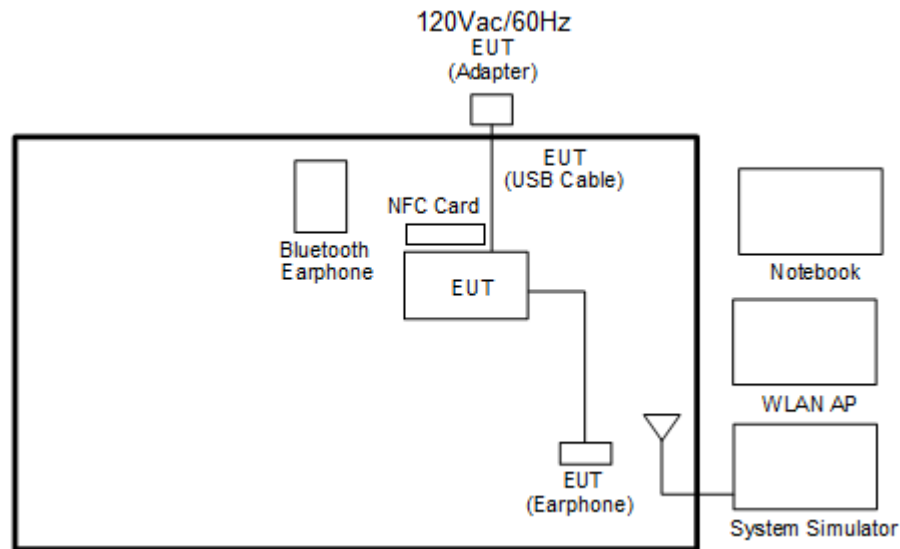 120Vac/60Hz
EUT
(Adapter)
EUT
(USB Cable)
NFC Card
Bluetooth
Earphone
EUT
Notebook
WLAN AP
EUT
(Earphone)
System Simulator